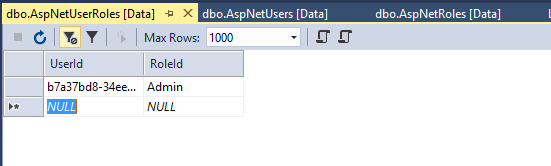 dbo.AspNetUserRoles [Data] dbo.AspNetUsers [Data] dbo.AspNetRoles [Data]
Max Rows: 1000
UserId RoleId
b7a37bd8-34ee... Admin
NULL NULL